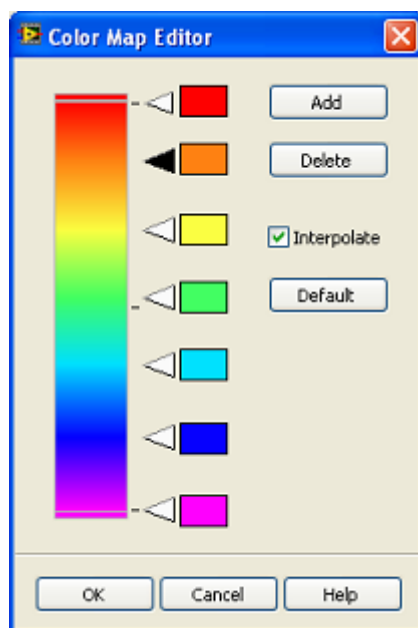 Color Map Editor
Add
Delete
Interpolate
Default
OK
Cancel
Help